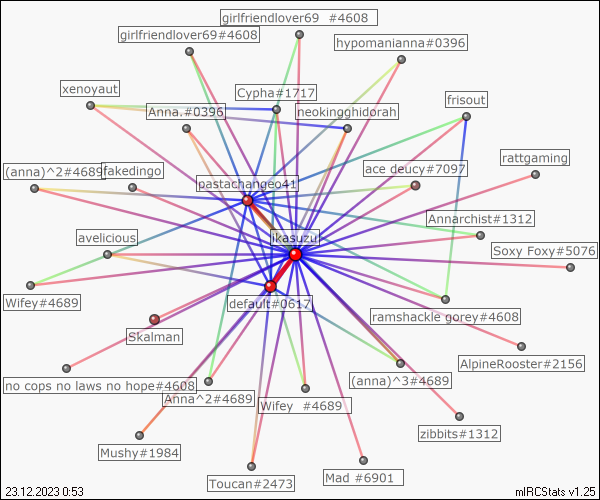 girlfriendlover69 #4608
girlfriendlover69#4608
hypomanianna#0396
xenoyaut
Cypha#1717
frisout
Anna.#0396
neokingghidorah
rattgaming
(anna)^2#4689
fakedingo
ace deucy#7097
pastachangeo41
Annarchist#1312
avelicious
ikasuzu
Soxy Foxy#5076
Wifey#4689
default#0617
ramshackle gorey#4608
Skalman
AlpineRooster#2156
no cops no laws no hope#4608
(anna)^3#4689
Anna^2#4689
Wifey #4689
zibbits#1312
Mushy#1984
Toucan#2473
Mad #6901
23.12.2023 0:53
mIRCStats v1.25